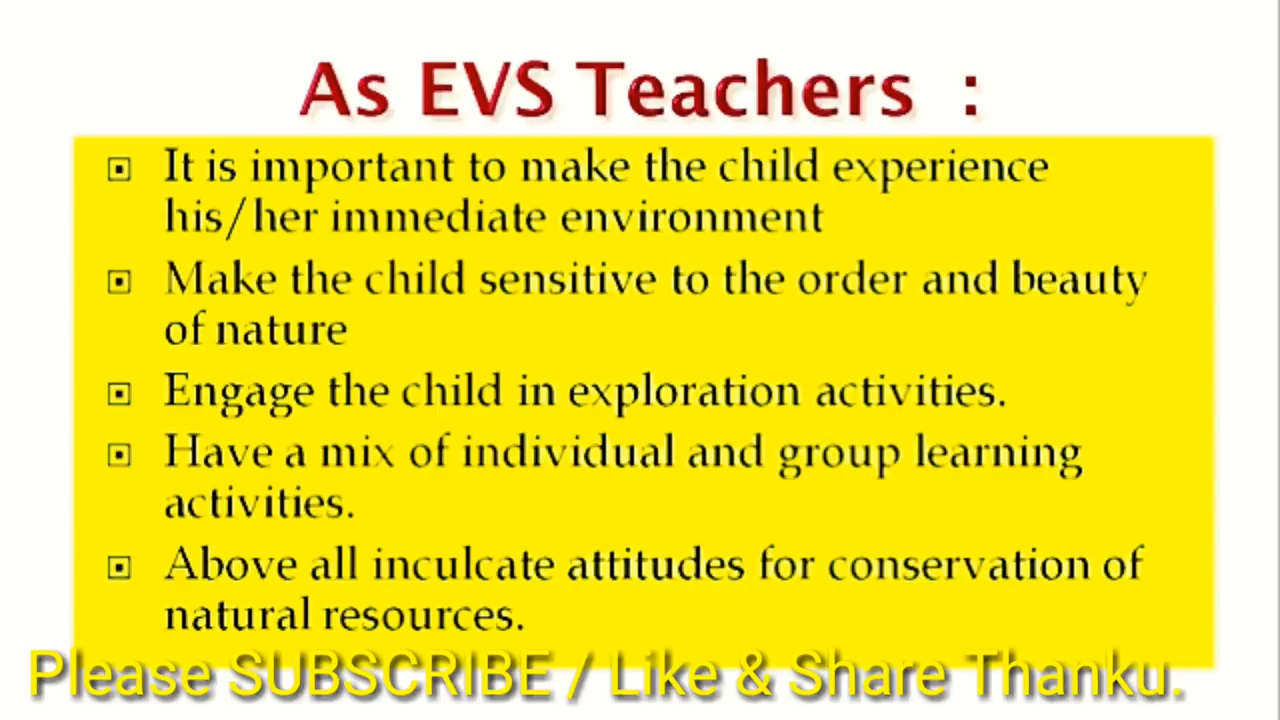 As EVS Teachers :
It is important to make the child experience
his/her immediate environment
Make the child sensitive to the order and beauty
of nature
Engage the child in exploration activities.
Have a mix of individual and group learning
activities.
Above all inculcate attitudes for conservation of
natural resources.
Please SUBSCRIBE / Like & Share Thanku.